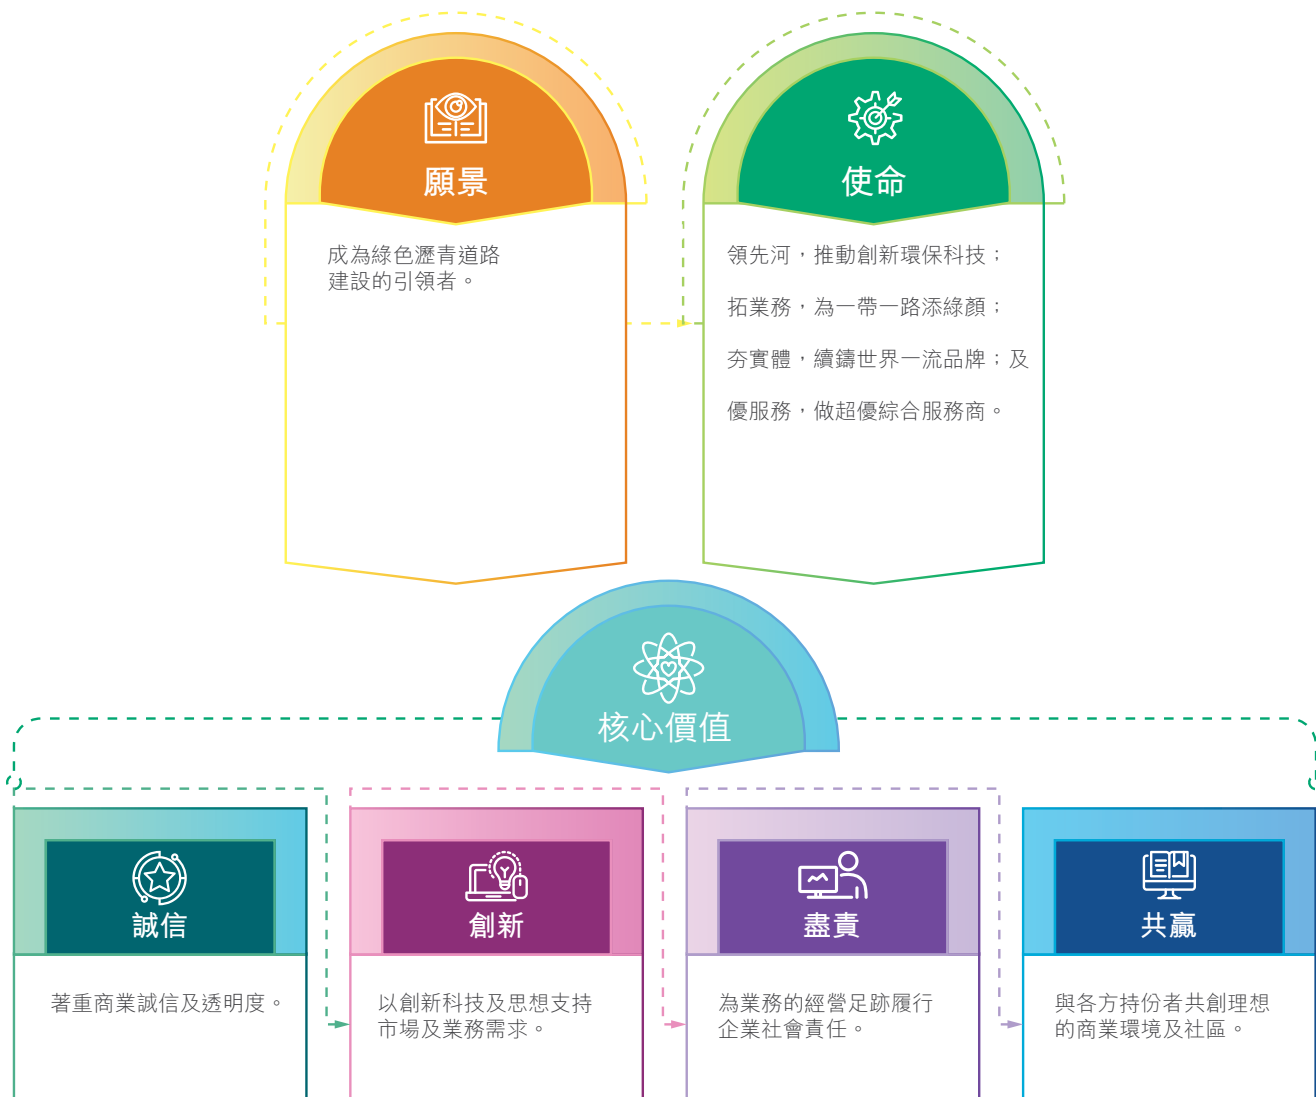 願景
成為綠色瀝青道路
建設的引領者。
使命
領先河，推動創新環保科技；
拓業務，為一帶一路添綠顏；
夯實體，續鑄世界一流品牌；及
優服務，做超優綜合服務商。
核心價值
誠信
著重商業誠信及透明度。
創新
以創新科技及思想支持
市場及業務需求。
盡責
為業務的經營足跡履行
企業社會責任。
共贏
與各方持份者共創理想
的商業環境及社區。